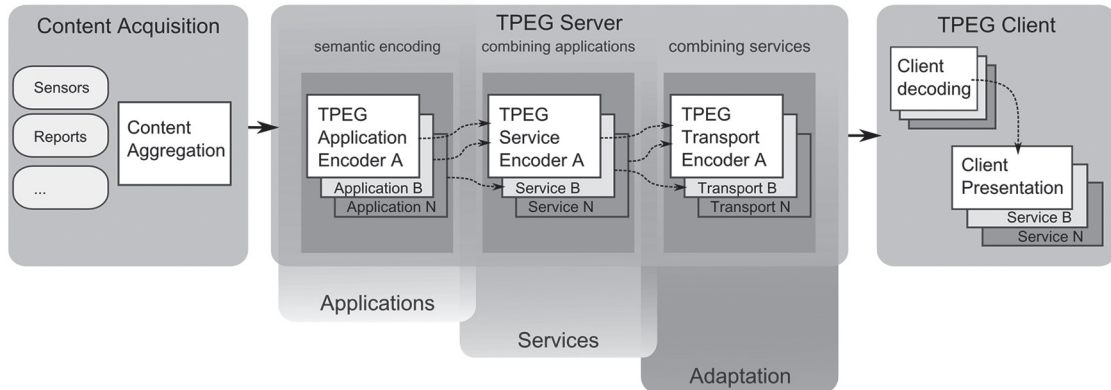 Content Acquisition
Sensors
Reports
...
Content
Aggregation
TPEG Server
semantic encoding
combining applications
combining services
TPEG
Application
Encoder A
Application B
Application N
TPEG
Service
Encoder A
Service B
Service N
TPEG
Transport
Encoder A
Transport B
Transport N
Applications
Services
Adaptation
TPEG Client
Client
decoding
Client
Presentation
Service B
Service N